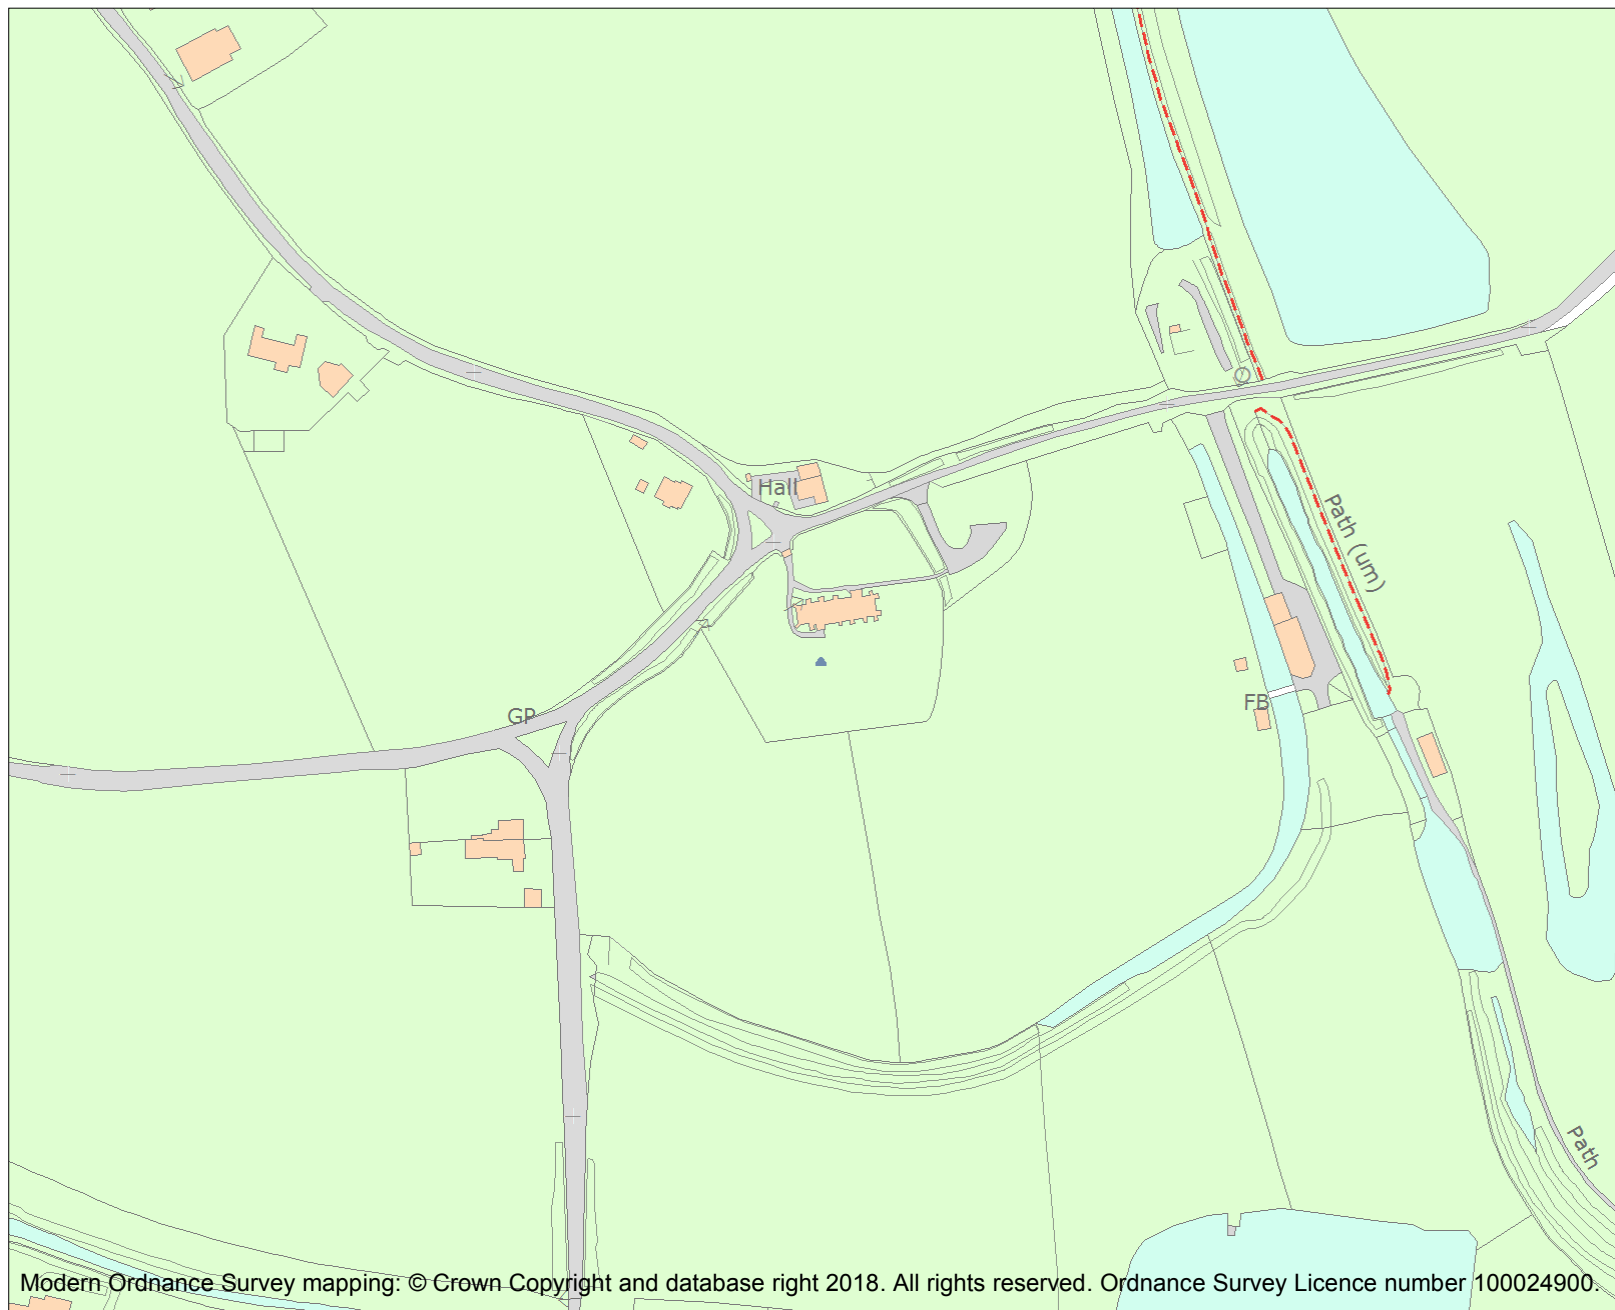 Hall
Path (um)
FB
GP
Path
Modern Ordnance Survey mapping: © Crown Copyright and database right 2018. All rights reserved. Ordnance Survey Licence number 100024900.